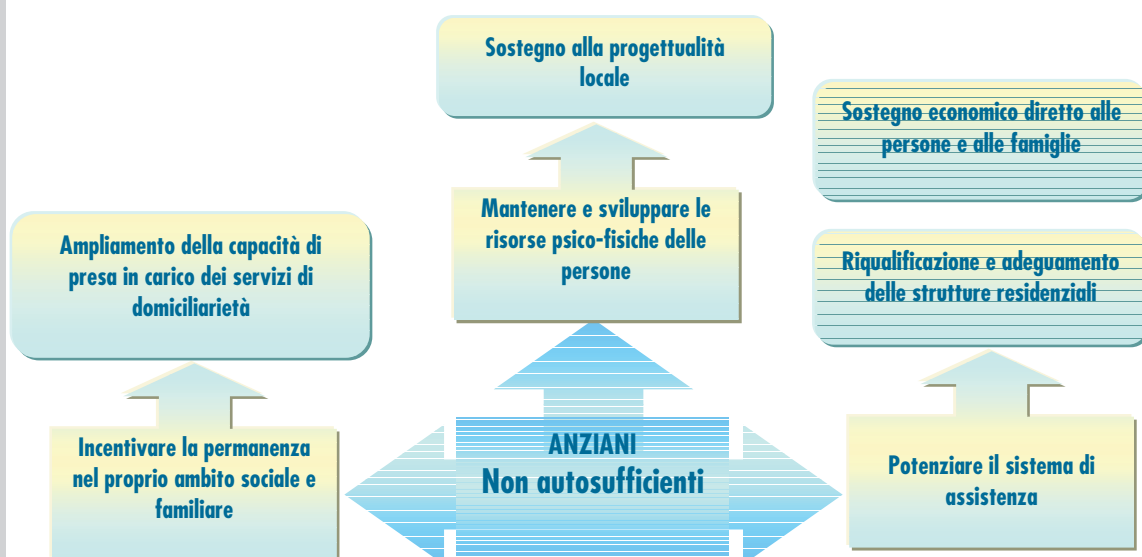 Sostegno alla progettualità
locale
Sostegno economico diretto alle
persone e alle famiglie
Mantenere e sviluppare le
risorse psico-fisiche delle
persone
Ampliamento della capacità di
presa in carico dei servizi di
domiciliarietà
Riqualificazione e adeguamento
delle strutture residenziali
Incentivare la permanenza
nel proprio ambito sociale e
familiare
ANZIANI
Non autosufficienti
Potenziare il sistema di
assistenza